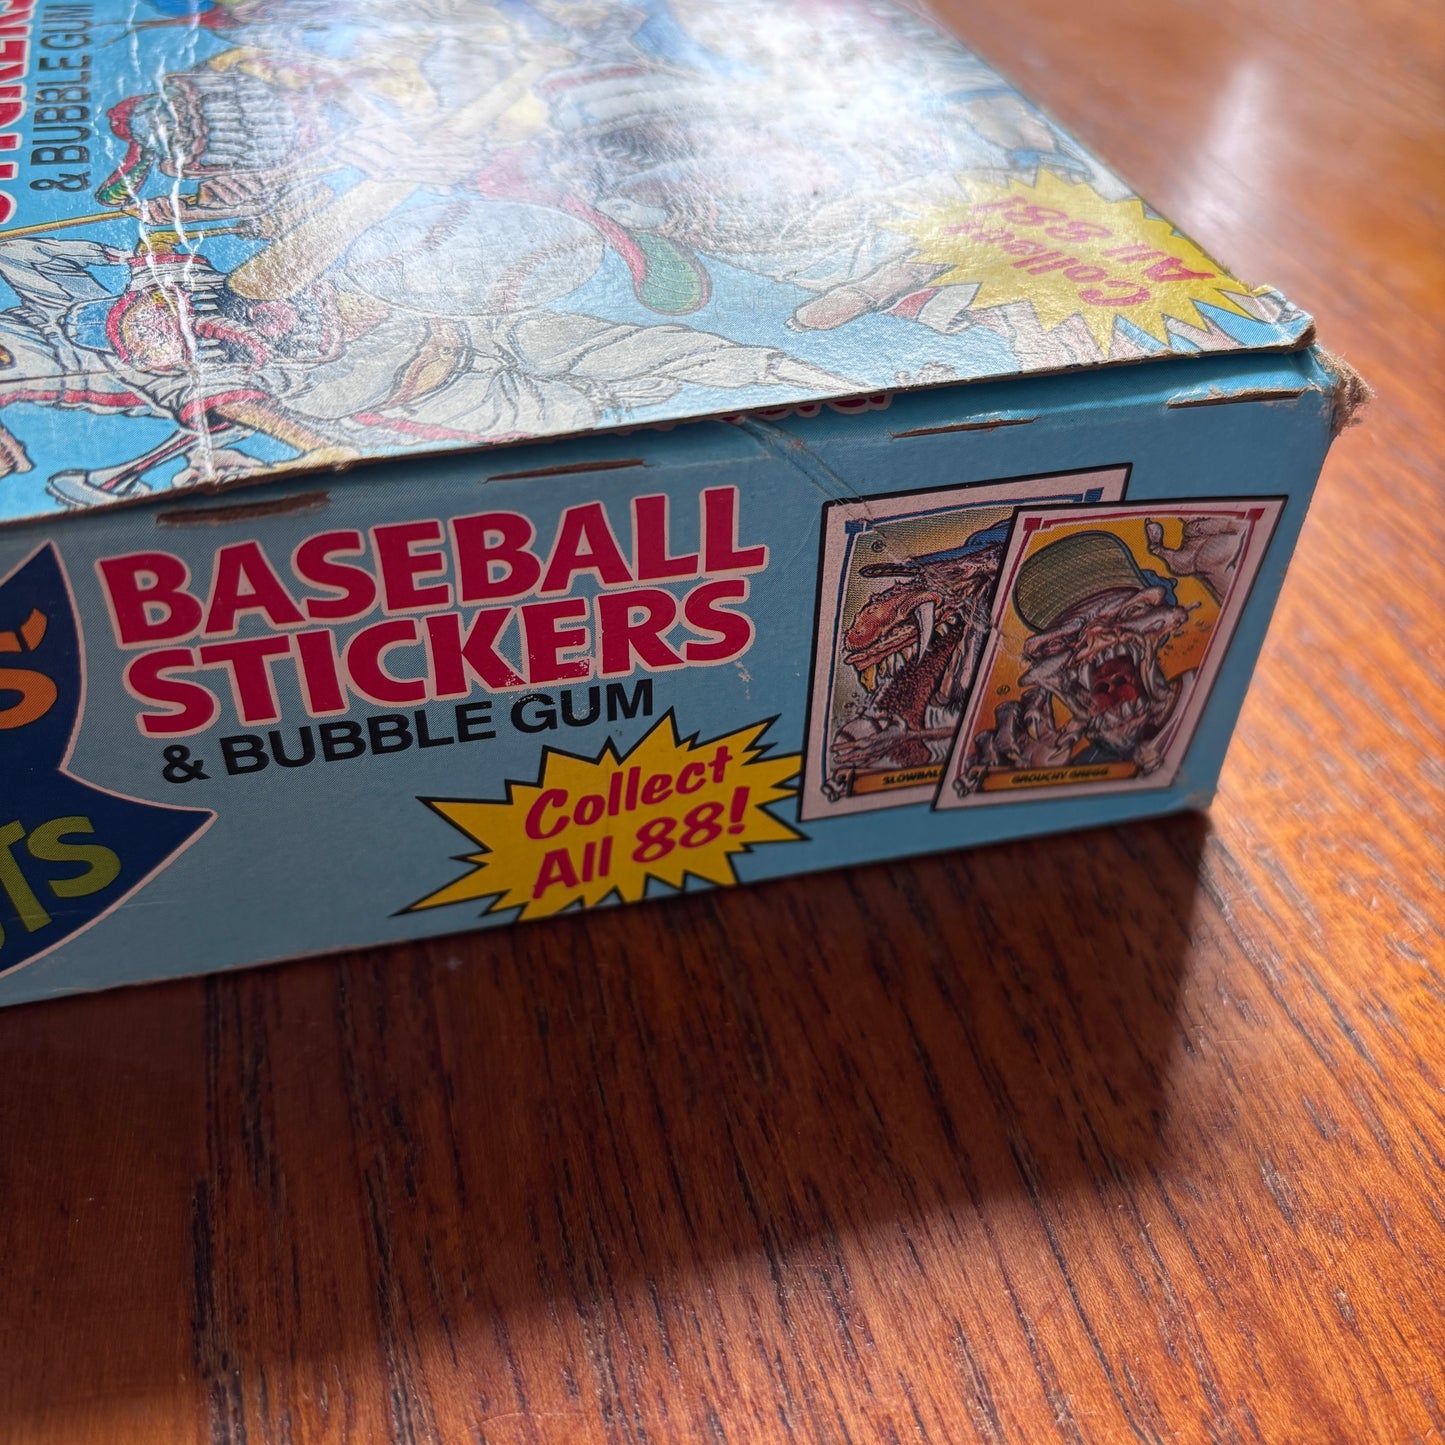 & BUBBLE GUM
Collect
All 88!
BASEBALL
STICKERS
& BUBBLE GUM
Collect
All 88!
GROUCHY GREGG